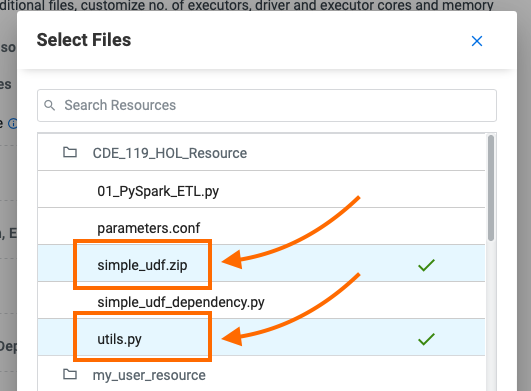 ditional files, customize no. of executors, driver and executor cores and memory
Select Files
so
es
e
Search Resources
CDE_119_HOL_Resource
01_PySpark_ETL.py
parameters.conf
, E
simple_udf.zip
simple_udf_dependency.py
utils.py
Dep
my_user_resource